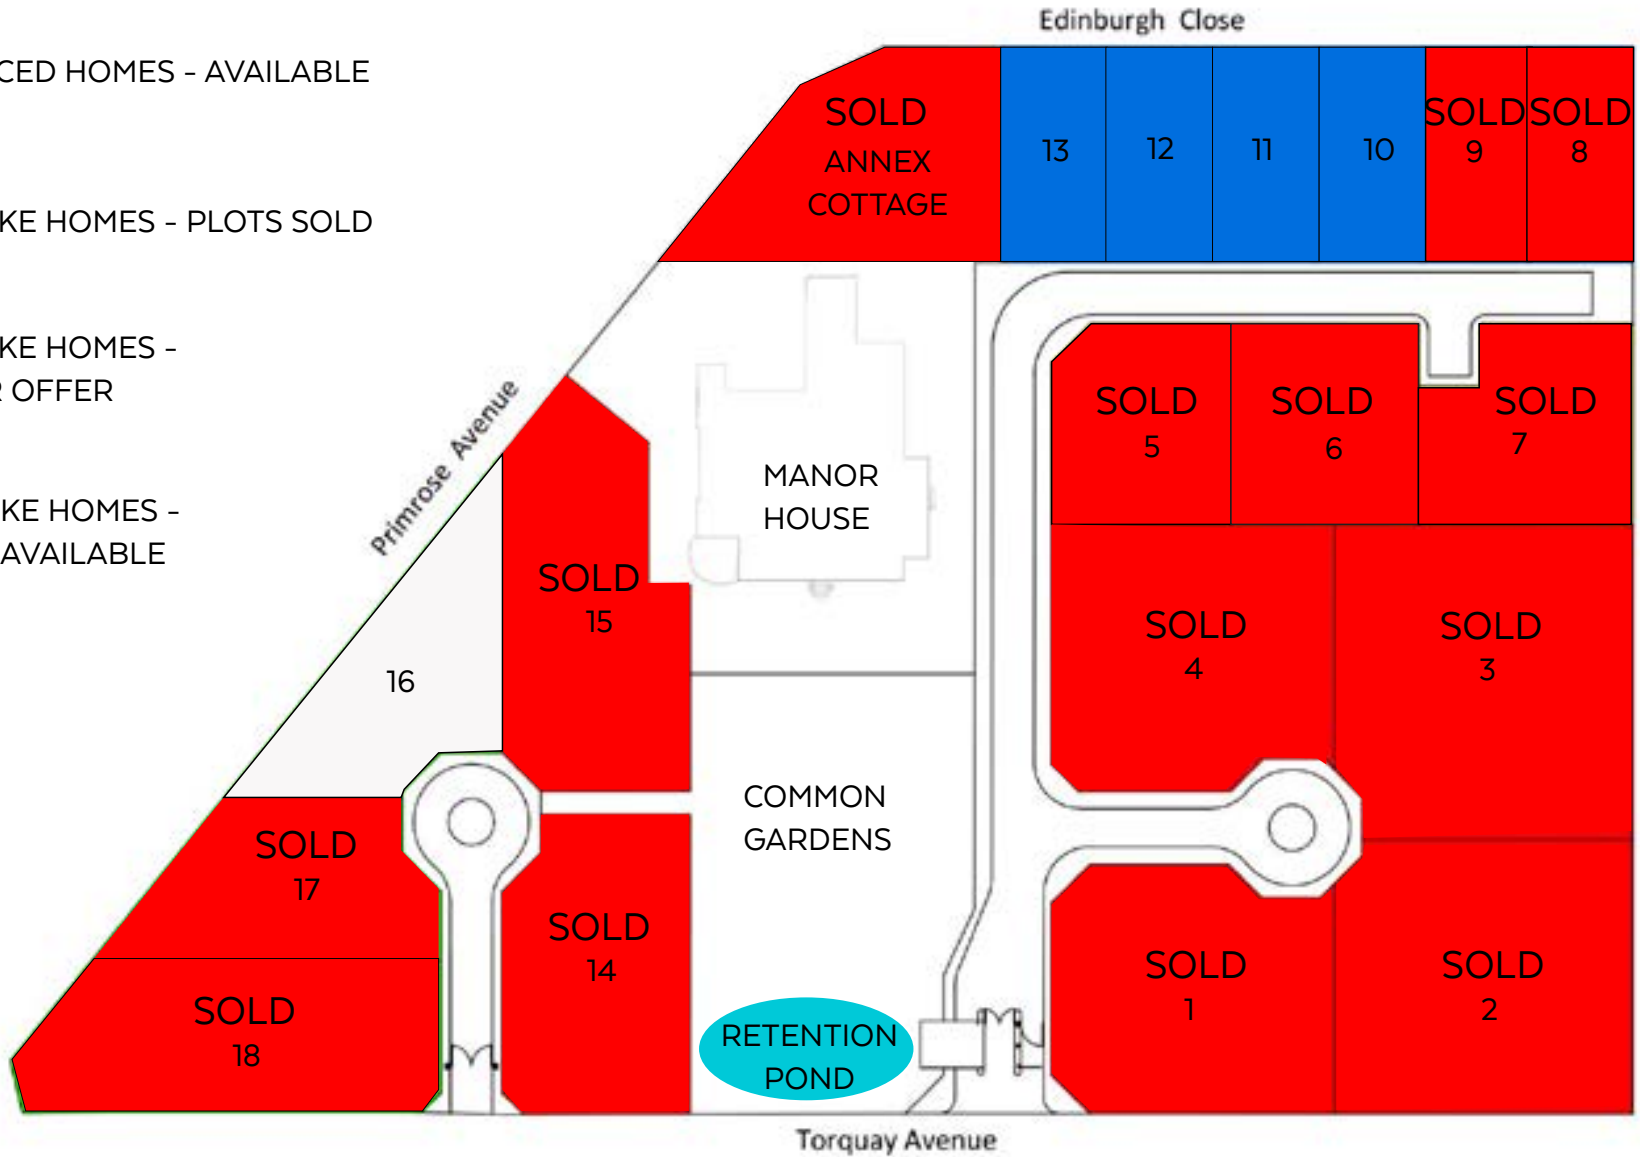 Edinburgh Close
CED HOMES - AVAILABLE
KE HOMES - PLOTS SOLD
KE HOMES -
R OFFER
KE HOMES -
AVAILABLE
SOLD
ANNEX
COTTAGE
13
12
11
10
SOLD
9
SOLD
8
Primrose Avenue
MANOR
HOUSE
SOLD
5
SOLD
6
SOLD
7
SOLD
15
16
SOLD
4
SOLD
3
COMMON
GARDENS
SOLD
17
SOLD
14
SOLD
18
RETENTION
POND
SOLD
1
SOLD
2
Torquay Avenue